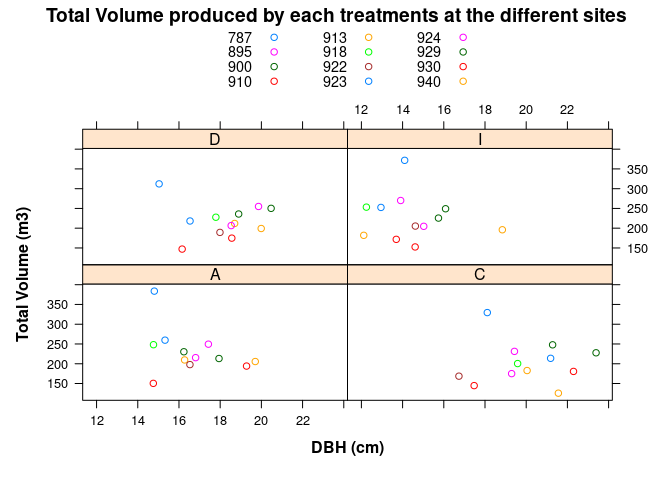 Total Volume produced by each treatments at the different sites
787 913 924
895 918 929
900 922 930
910 923 940
12 14 16 18 20 22
D I
350
300
250
200
150
A C
350
300
250
200
150
12 14 16 18 20 22
Total Volume (m3)
DBH (cm)